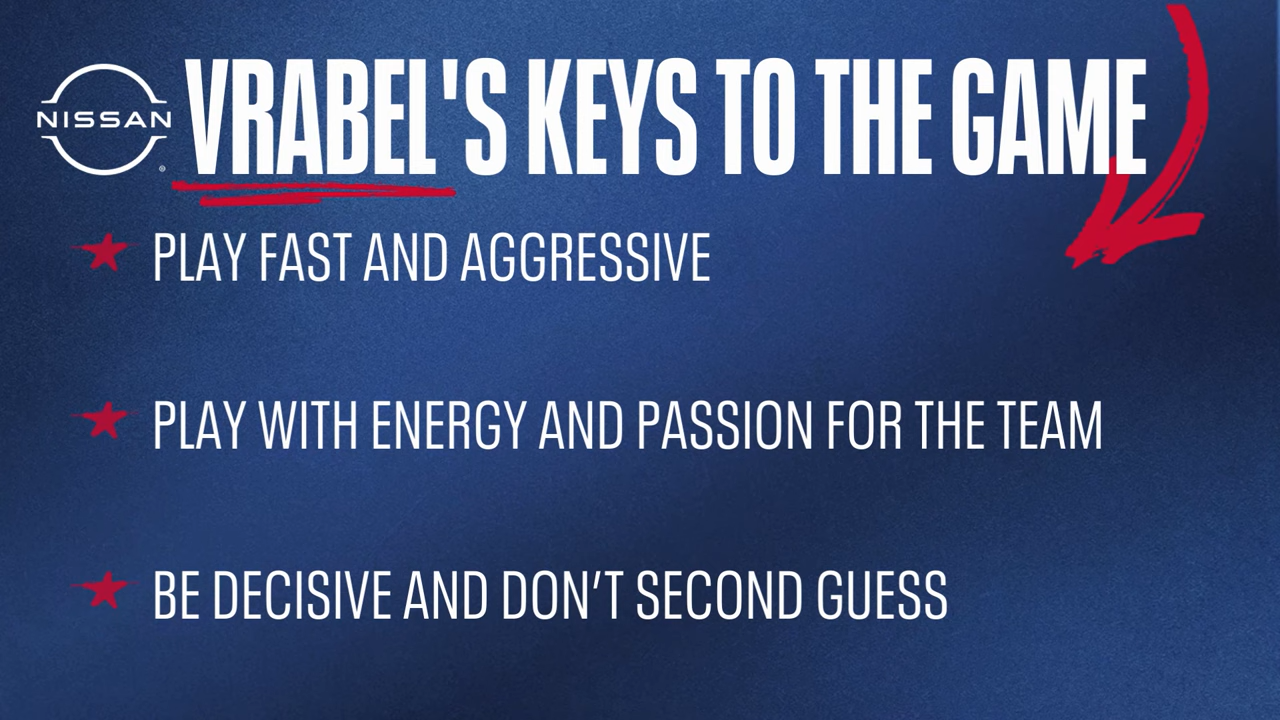 NISSAN
VRABEL'S KEYS TO THE GAME
PLAY FAST AND AGGRESSIVE
PLAY WITH ENERGY AND PASSION FOR THE TEAM
BE DECISIVE AND DON’T SECOND GUESS